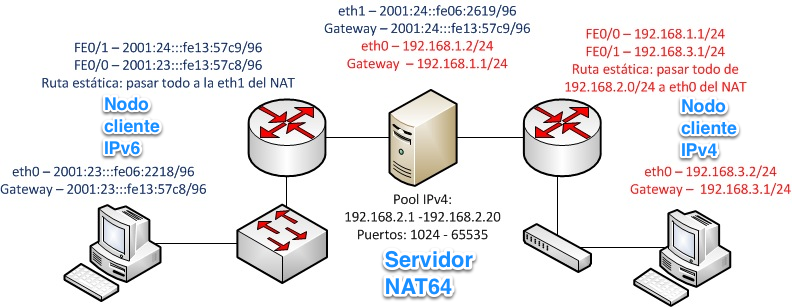 eth1 – 2001:24::fe06:2619/96
Gateway – 2001:24:::fe13:57c9/96
eth0 – 192.168.1.2/24
Gateway – 192.168.1.1/24
FE0/1 – 2001:24:::fe13:57c9/96
FE0/0 – 2001:23:::fe13:57c8/96
Ruta estática: pasar todo a la eth1 del NAT
FE0/0 – 192.168.1.1/24
FE0/1 – 192.168.3.1/24
Ruta estática: pasar todo de
192.168.2.0/24 a eth0 del NAT
Nodo
cliente
IPv6
Nodo
cliente
IPv4
eth0 – 2001:23:::fe06:2218/96
Gateway – 2001:23:::fe13:57c8/96
eth0 – 192.168.3.2/24
Gateway – 192.168.3.1/24
Pool IPv4:
192.168.2.1 -192.168.2.20
Puertos: 1024 - 65535
Servidor
NAT64